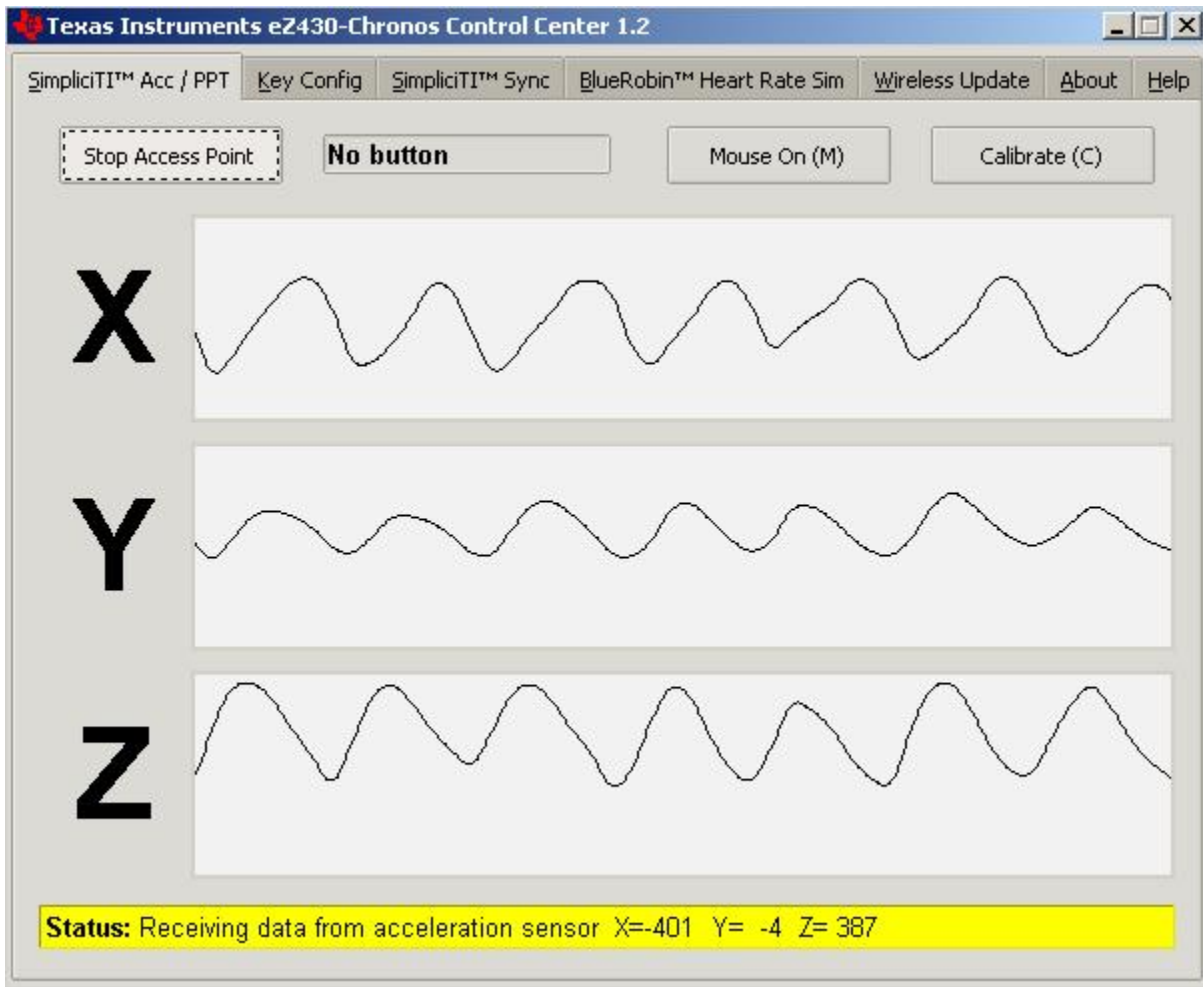 Texas Instruments eZ430-Chronos Control Center 1.2
SimpliciTI™ Acc / PPT Key Config SimpliciTI™ Sync BlueRobin™ Heart Rate Sim Wireless Update About Help
Stop Access Point No button Mouse On (M) Calibrate (C)
X
Y
Z
Status: Receiving data from acceleration sensor X=-401 Y= -4 Z= 387